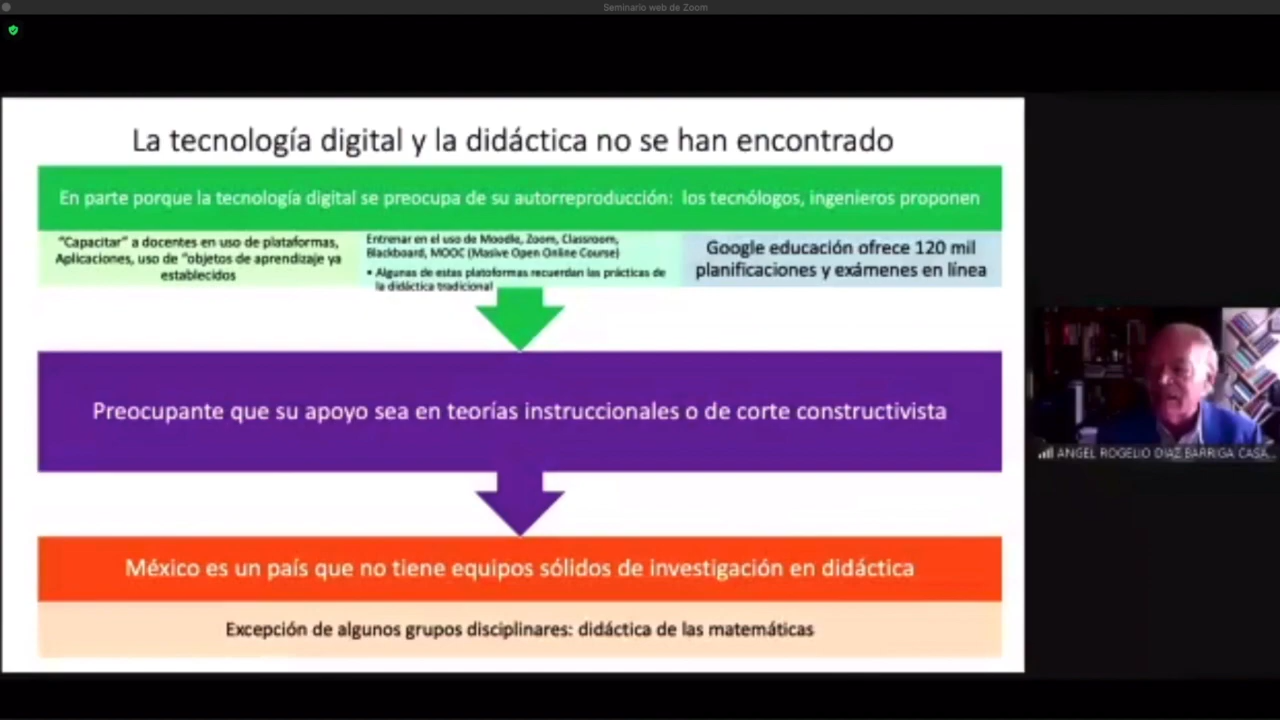 Seminario web de Zoom
La tecnología digital y la didáctica no se han encontrado
En parte porque la tecnología digital se preocupa de su autorreproducción: los tecnólogos, ingenieros proponen
"Capacitar" a docentes en uso de plataformas,
Aplicaciones, uso de "objetos de aprendizaje ya
establecidos
Entrenar en el uso de Moodle, Zoom, Classroom,
Blackboard, MOOC (Masive Open Online Course)
• Algunas de estas plataformas recuerdan las prácticas de
la didáctica tradicional
Google educación ofrece 120 mil
planificaciones y exámenes en línea
Preocupante que su apoyo sea en teorías instruccionales o de corte constructivista
México es un país que no tiene equipos sólidos de investigación en didáctica
Excepción de algunos grupos disciplinares: didáctica de las matemáticas
ANGEL ROGELIO DIAZ BARRIGA CASA...